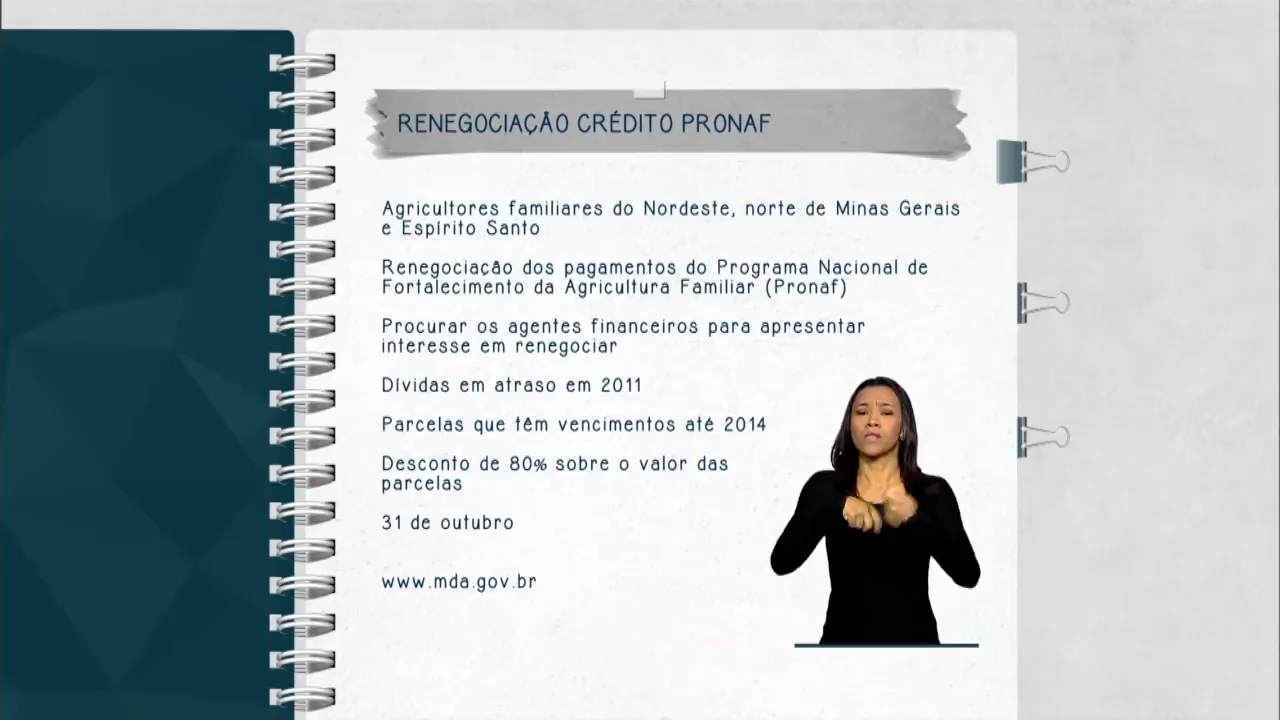 RENEGOCIAÇÃO CRÉDITO PRONAF
Agricultores familiares do Nordeste, norte de Minas Gerais
e Espírito Santo
Renegociação dos pagamentos do Programa Nacional de
Fortalecimento da Agricultura Familiar (Pronaf)
Procurar os agentes financeiros para apresentar
interesse em renegociar
Dívidas em atraso em 2011
Parcelas que têm vencimentos até 2014
Desconto de 80% sobre o valor das
parcelas
31 de outubro
www.mda.gov.br